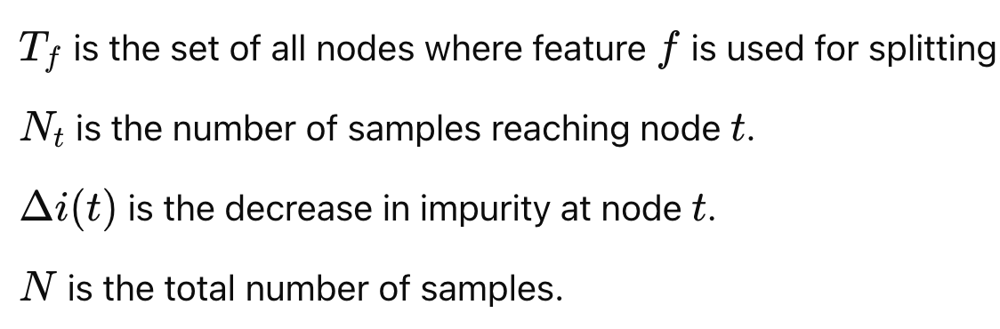 T_f is the set of all nodes where feature f is used for splitting
N_t is the number of samples reaching node t.
Δi(t) is the decrease in impurity at node t.
N is the total number of samples.